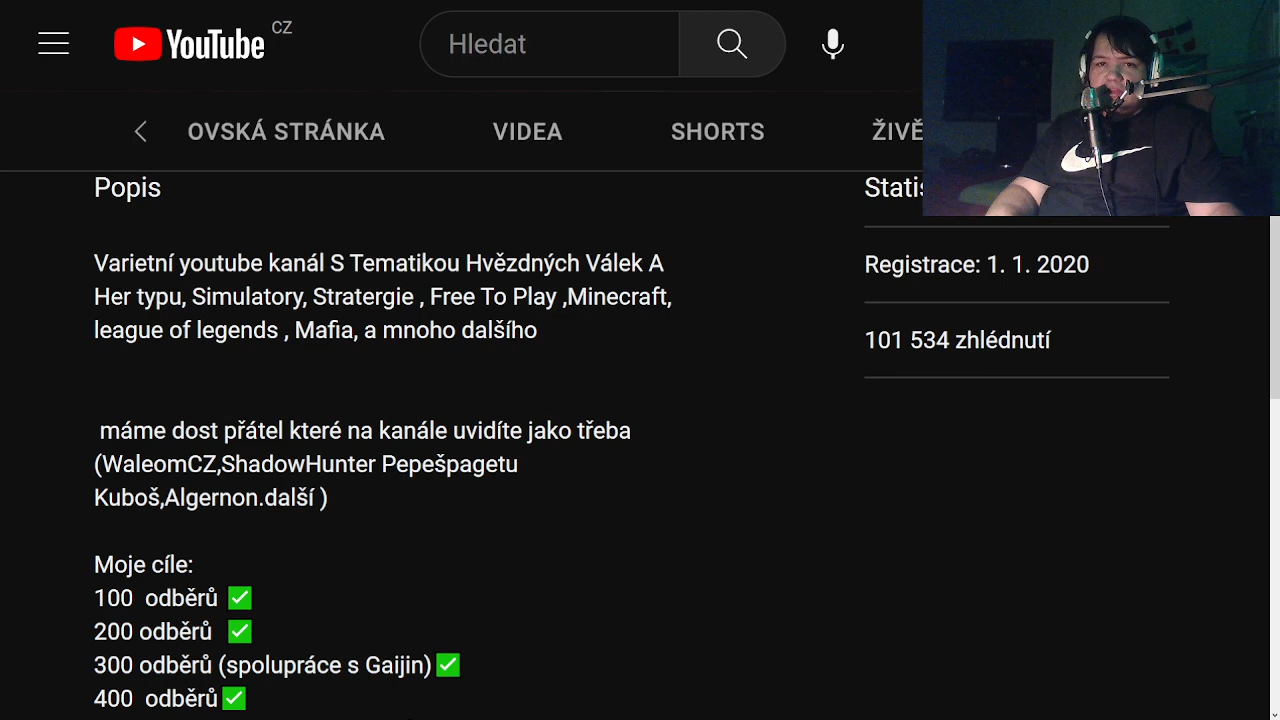 YouTube CZ
Hledat
OVSKÁ STRÁNKA VIDEA SHORTS ŽIVĚ
Popis
Statis
Varietní youtube kanál S Tematikou Hvězdných Válek A
Her typu, Simulatory, Stratergie , Free To Play ,Minecraft,
league of legends , Mafia, a mnoho dalšího
Registrace: 1. 1. 2020
101 534 zhlédnutí
máme dost přátel které na kanále uvidíte jako třeba
(WaleomCZ,ShadowHunter Pepešpagetu
Kuboš,Algernon.další )
Moje cíle:
100 odběrů ✅
200 odběrů ✅
300 odběrů (spolupráce s Gaijin) ✅
400 odběrů ✅